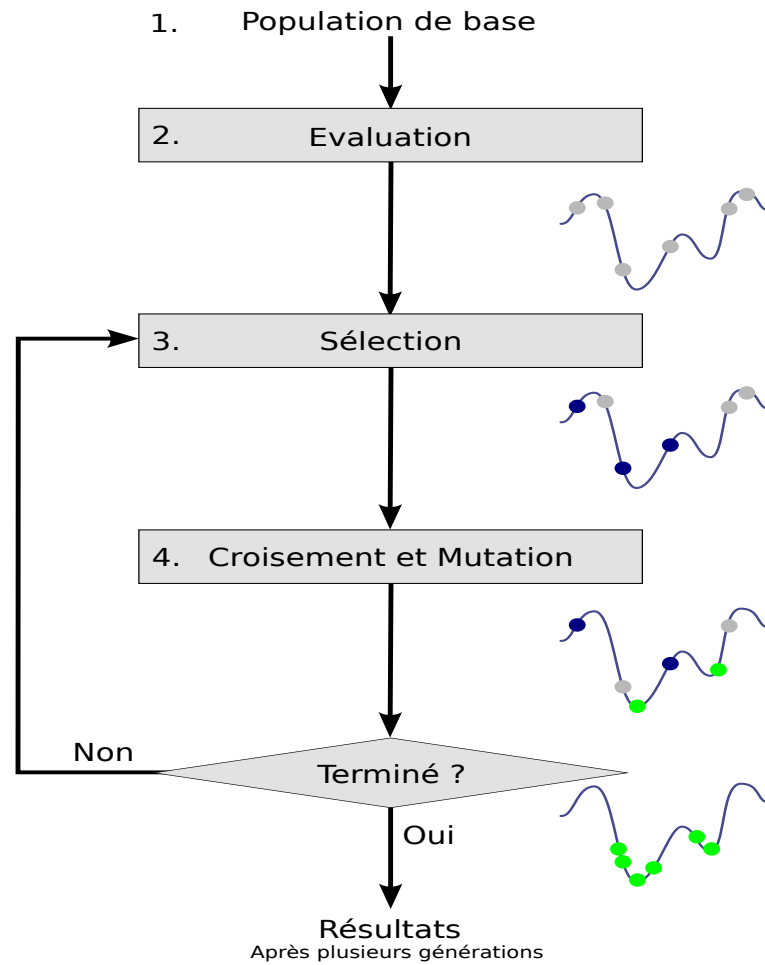 1. Population de base
2. Evaluation
3. Sélection
4. Croisement et Mutation
Non
Terminé ?
Oui
Résultats
Après plusieurs générations